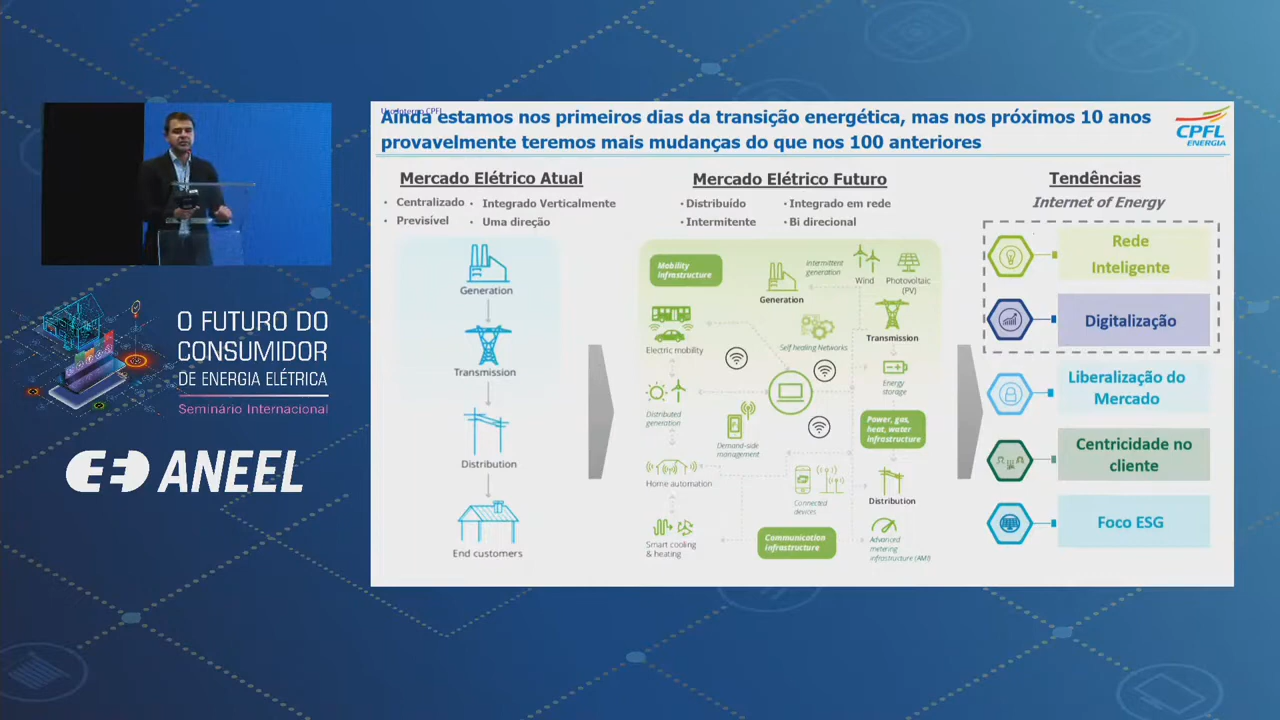 O FUTURO DO
CONSUMIDOR
DE ENERGIA ELÉTRICA
Seminário Internacional
ANEEL
Uso Interno CPFL
Ainda estamos nos primeiros dias da transição energética, mas nos próximos 10 anos
provavelmente teremos mais mudanças do que nos 100 anteriores
CPFL
ENERGIA
Mercado Elétrico Atual
• Centralizado
• Integrado Verticalmente
• Previsível
• Uma direção
Generation
Transmission
Distribution
End customers
Mercado Elétrico Futuro
• Distribuído
• Integrado em rede
• Intermitente
• Bi direcional
Mobility
infrastructure
Generation
Intermittent
generation
Wind
Photovoltaic
(PV)
Electric mobility
Self healing Networks
Transmission
Energy
storage
Distributed
generation
Demand-side
management
Power, gas,
heat, water
infrastructure
Home automation
Connected
devices
Distribution
Smart cooling
& heating
Communication
infrastructure
Advanced
metering
infrastructure (AMI)
Tendências
Internet of Energy
Rede
Inteligente
Digitalização
Liberalização do
Mercado
Centricidade no
cliente
Foco ESG